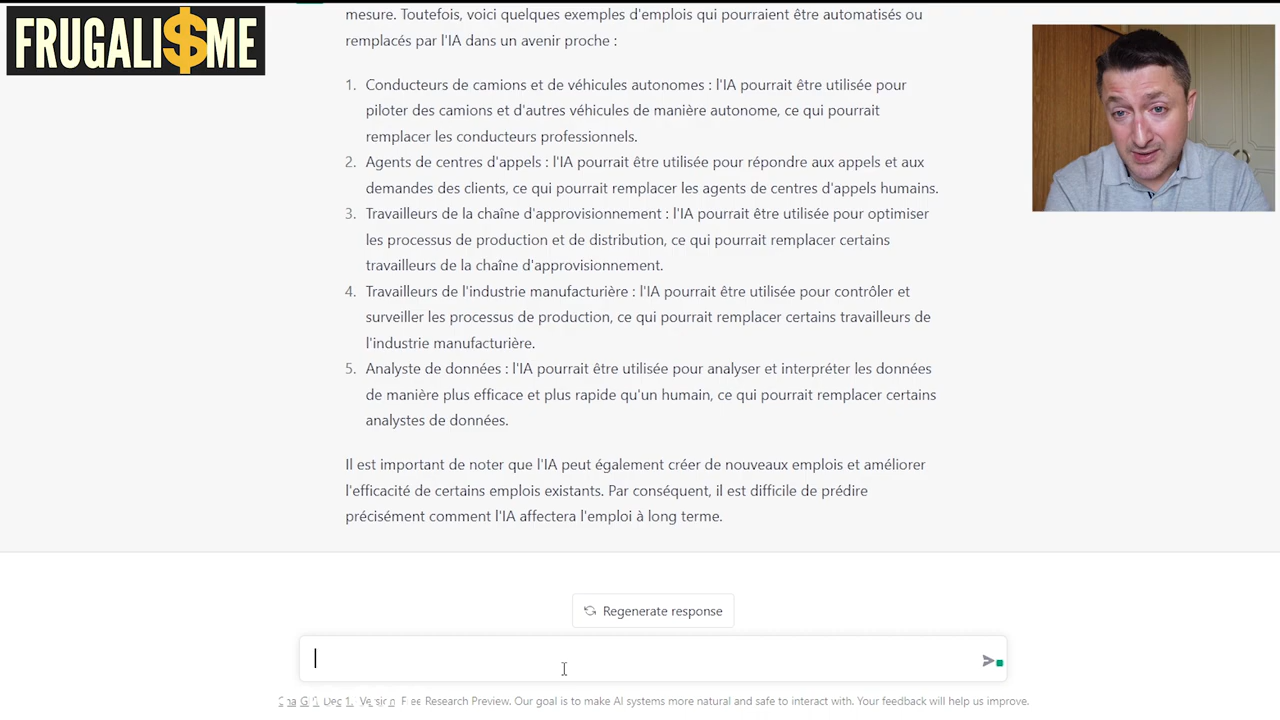 FRUGALI$ME
mesure. Toutefois, voici quelques exemples d'emplois qui pourraient être automatisés ou
remplacés par l'IA dans un avenir proche :
1. Conducteurs de camions et de véhicules autonomes : l'IA pourrait être utilisée pour
piloter des camions et d'autres véhicules de manière autonome, ce qui pourrait
remplacer les conducteurs professionnels.
2. Agents de centres d'appels : l'IA pourrait être utilisée pour répondre aux appels et aux
demandes des clients, ce qui pourrait remplacer les agents de centres d'appels humains.
3. Travailleurs de la chaîne d'approvisionnement : l'IA pourrait être utilisée pour optimiser
les processus de production et de distribution, ce qui pourrait remplacer certains
travailleurs de la chaîne d'approvisionnement.
4. Travailleurs de l'industrie manufacturière : l'IA pourrait être utilisée pour contrôler et
surveiller les processus de production, ce qui pourrait remplacer certains travailleurs de
l'industrie manufacturière.
5. Analyste de données : l'IA pourrait être utilisée pour analyser et interpréter les données
de manière plus efficace et plus rapide qu'un humain, ce qui pourrait remplacer certains
analystes de données.
Il est important de noter que l'IA peut également créer de nouveaux emplois et améliorer
l'efficacité de certains emplois existants. Par conséquent, il est difficile de prédire
précisément comment l'IA affectera l'emploi à long terme.
Regenerate response
Research Preview. Our goal is to make AI systems more natural and safe to interact with. Your feedback will help us improve.